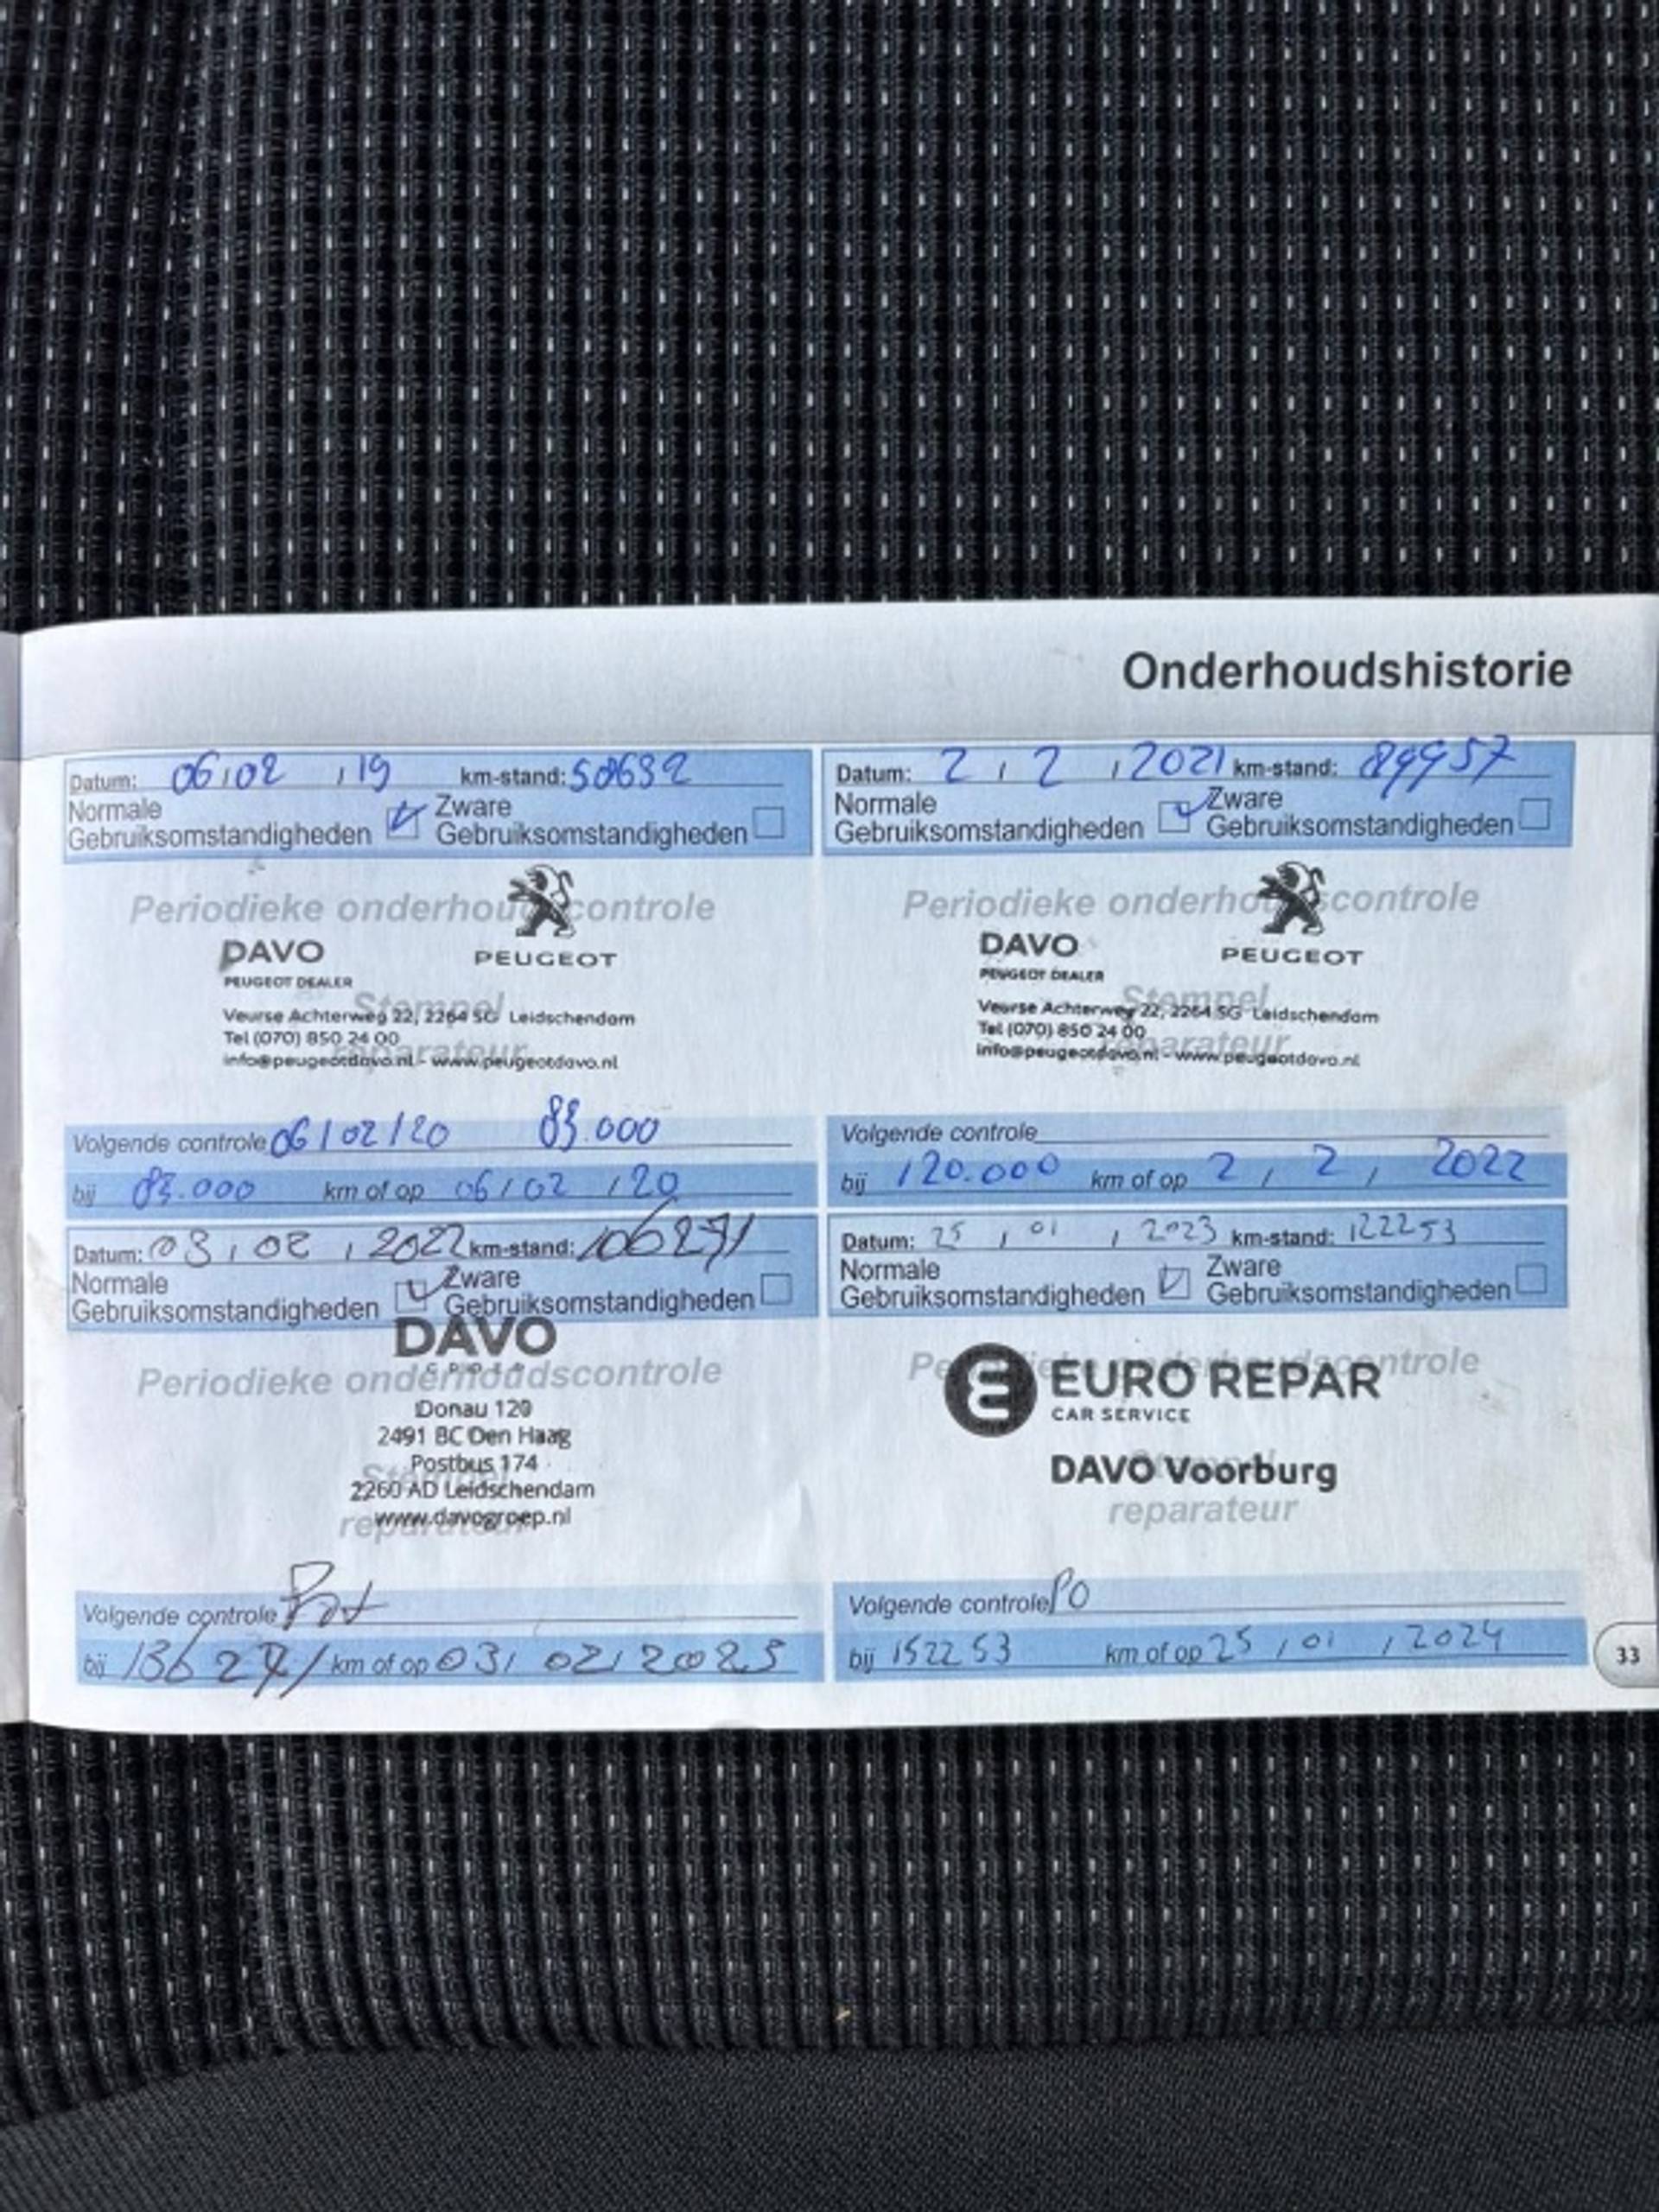 Onderhoudshistorie
Datum: 06/02/19 km-stand: 50632
Normale Gebruiksomstandigheden Zware Gebruiksomstandigheden
Periodieke onderhoudscontrole
DAVO
PEUGEOT DEALER
PEUGEOT
Stempel
Veurse Achterweg 22, 2264 SG Leidschendam
Tel (070) 850 24 00
reparateur
info@peugeotdavo.nl - www.peugeotdavo.nl
Volgende controle 06/02/20 83.000
bij 83.000 km of op 06/02/20
Datum: 2/2/2021 km-stand: 89957
Normale Gebruiksomstandigheden Zware Gebruiksomstandigheden
Periodieke onderhoudscontrole
DAVO
PEUGEOT DEALER
PEUGEOT
Stempel
Veurse Achterweg 22, 2264 SG Leidschendam
Tel (070) 850 24 00
reparateur
info@peugeotdavo.nl - www.peugeotdavo.nl
Volgende controle
bij 120.000 km of op 2/2/2022
Datum: 03/02/2022 km-stand: 106271
Normale Gebruiksomstandigheden Zware Gebruiksomstandigheden
DAVO
Periodieke onderhoudscontrole
Donau 120
2491 BC Den Haag
Postbus 174
Stempel
2260 AD Leidschendam
www.davogroep.nl
reparateur
Volgende controle
bij 136271 km of op 03/02/2023
Datum: 25/01/2023 km-stand: 122253
Normale Gebruiksomstandigheden Zware Gebruiksomstandigheden
Periodieke onderhoudscontrole
EURO REPAR
CAR SERVICE
Stempel
DAVO Voorburg
reparateur
Volgende controle PO
bij 152253 km of op 25/01/2024
33